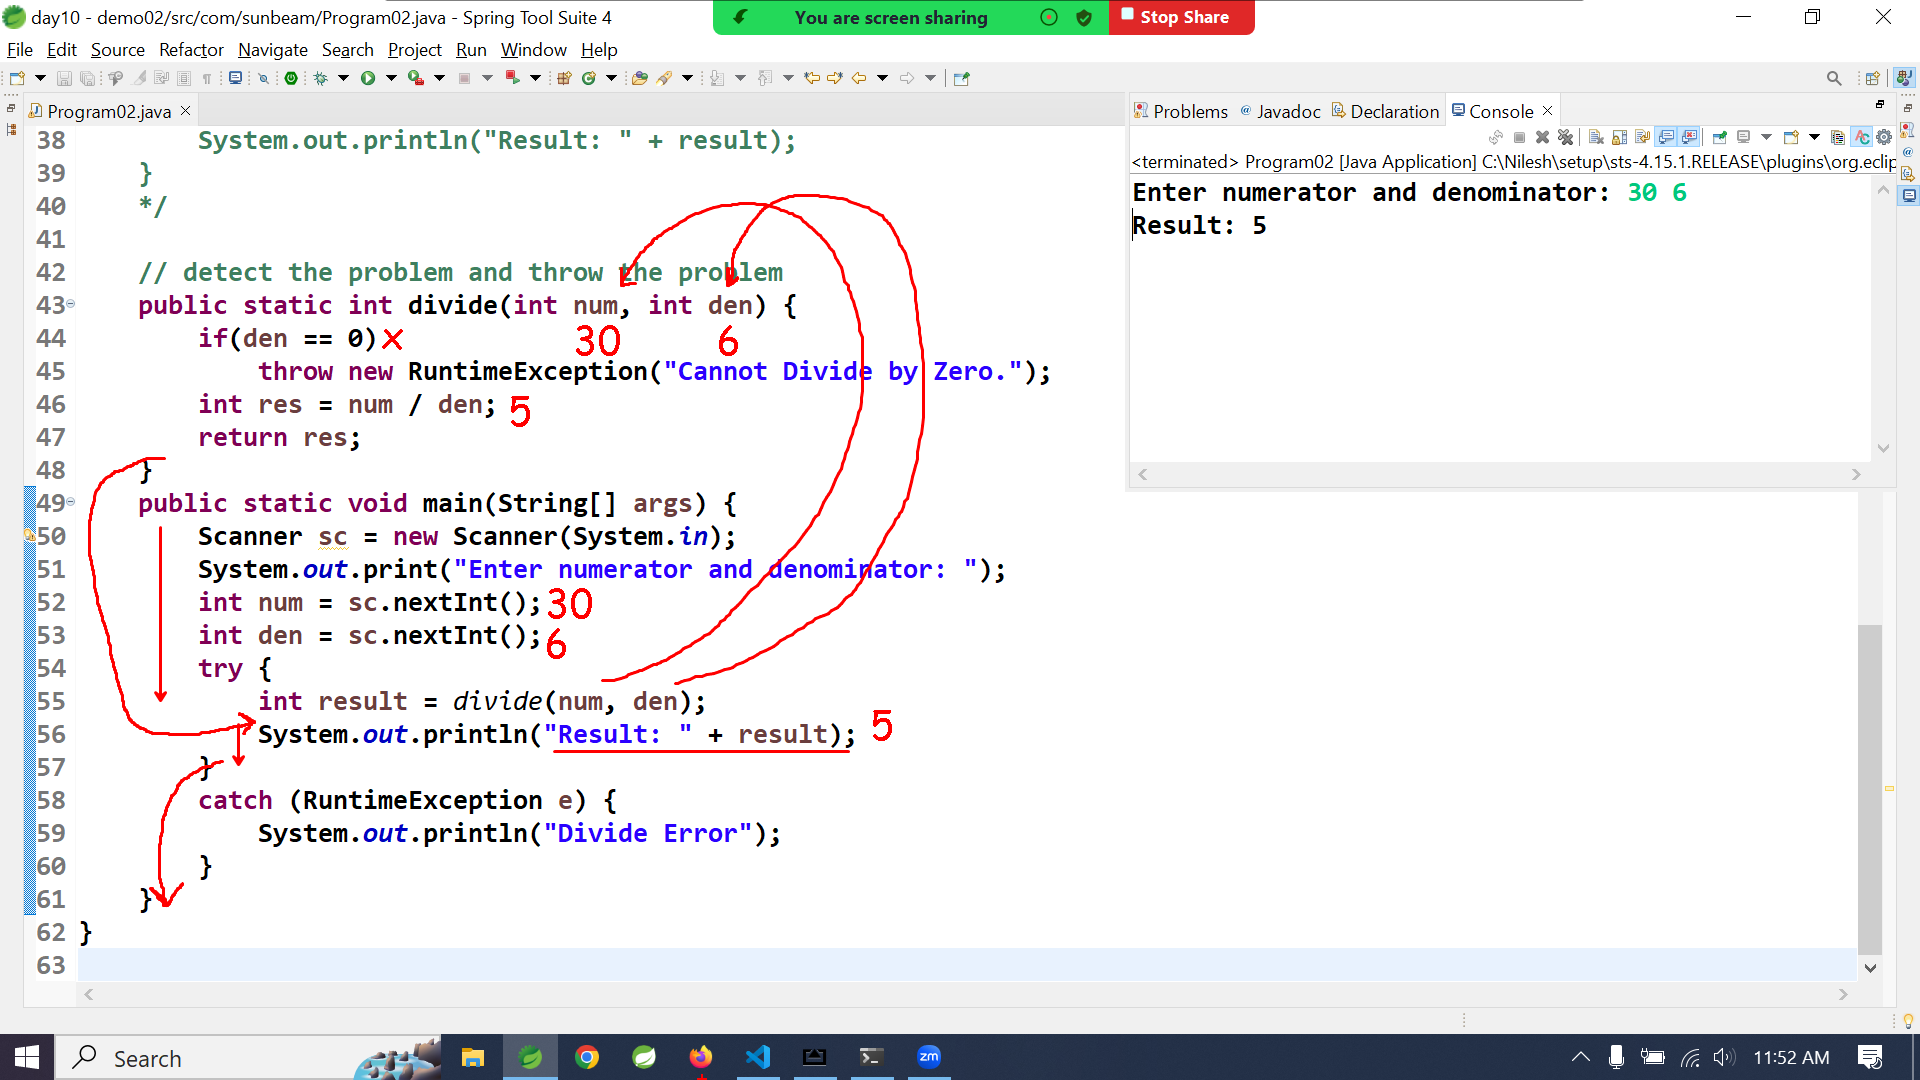 day10 - demo02/src/com/sunbeam/Program02.java - Spring Tool Suite 4
You are screen sharing
Stop Share
File Edit Source Refactor Navigate Search Project Run Window Help
Program02.java
38 System.out.println("Result: " + result);
39 }
40 */
41
42 // detect the problem and throw the problem
43 public static int divide(int num, int den) {
44 if(den == 0) X 30 6
45 throw new RuntimeException("Cannot Divide by Zero.");
46 int res = num / den; 5
47 return res;
48 }
49 public static void main(String[] args) {
50 Scanner sc = new Scanner(System.in);
51 System.out.print("Enter numerator and denominator: ");
52 int num = sc.nextInt(); 30
53 int den = sc.nextInt(); 6
54 try {
55 int result = divide(num, den);
56 System.out.println("Result: " + result); 5
57 }
58 catch (RuntimeException e) {
59 System.out.println("Divide Error");
60 }
61 }
62 }
63
Problems @ Javadoc Declaration Console
<terminated> Program02 [Java Application] C:\Nilesh\setup\sts-4.15.1.RELEASE\plugins\org.eclip
Enter numerator and denominator: 30 6
Result: 5
Search
zm
11:52 AM